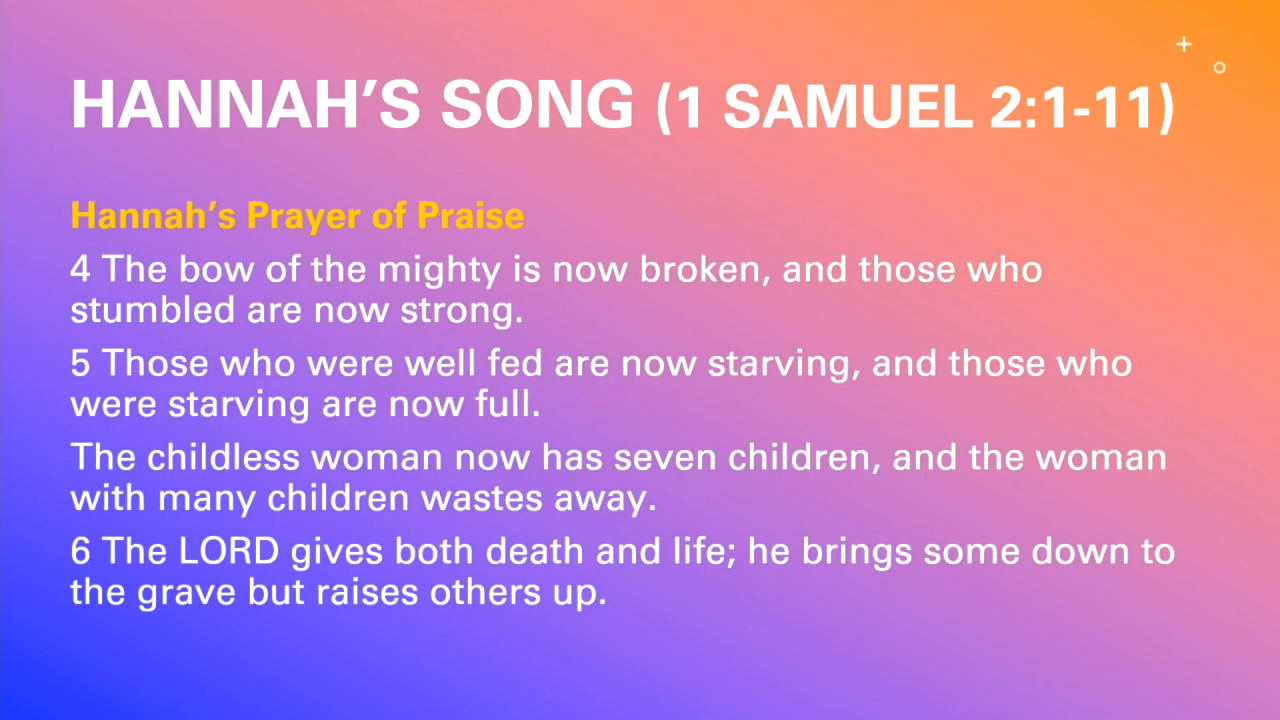 HANNAH’S SONG (1 SAMUEL 2:1-11)
Hannah’s Prayer of Praise
4 The bow of the mighty is now broken, and those who
stumbled are now strong.
5 Those who were well fed are now starving, and those who
were starving are now full.
The childless woman now has seven children, and the woman
with many children wastes away.
6 The LORD gives both death and life; he brings some down to
the grave but raises others up.